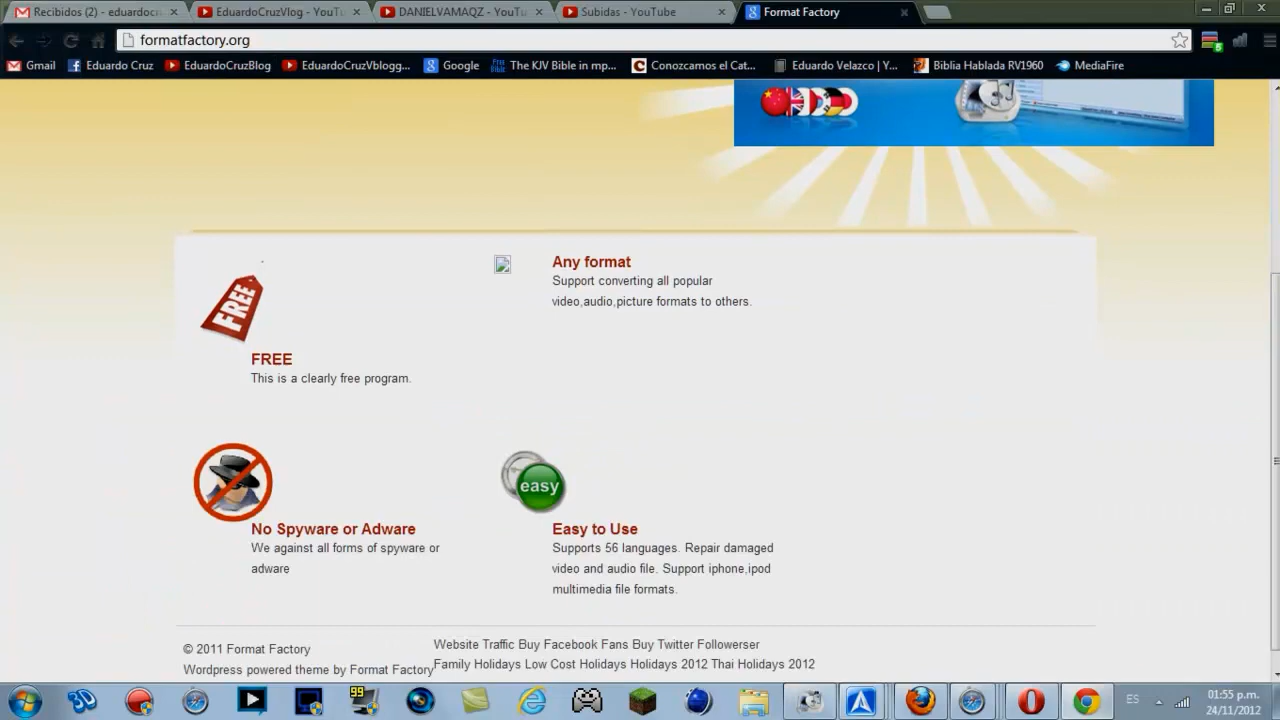 Recibidos (2) - eduardocr
EduardoCruzVlog - YouTu
DANIELVAMAQZ - YouTu
Subidas - YouTube
Format Factory
formatfactory.org
Gmail
Eduardo Cruz
EduardoCruzBlog
EduardoCruzVblogg...
Google
The KJV Bible in mp...
Conozcamos el Cat...
Eduardo Velazco | Y...
Biblia Hablada RV1960
MediaFire
FREE
FREE
This is a clearly free program.
Any format
Support converting all popular
video,audio,picture formats to others.
No Spyware or Adware
We against all forms of spyware or
adware
easy
Easy to Use
Supports 56 languages. Repair damaged
video and audio file. Support iphone,ipod
multimedia file formats.
© 2011 Format Factory
Wordpress powered theme by Format Factory
Website Traffic Buy Facebook Fans Buy Twitter Followerser
Family Holidays Low Cost Holidays Holidays 2012 Thai Holidays 2012
99
ES
01:55 p.m.
24/11/2012